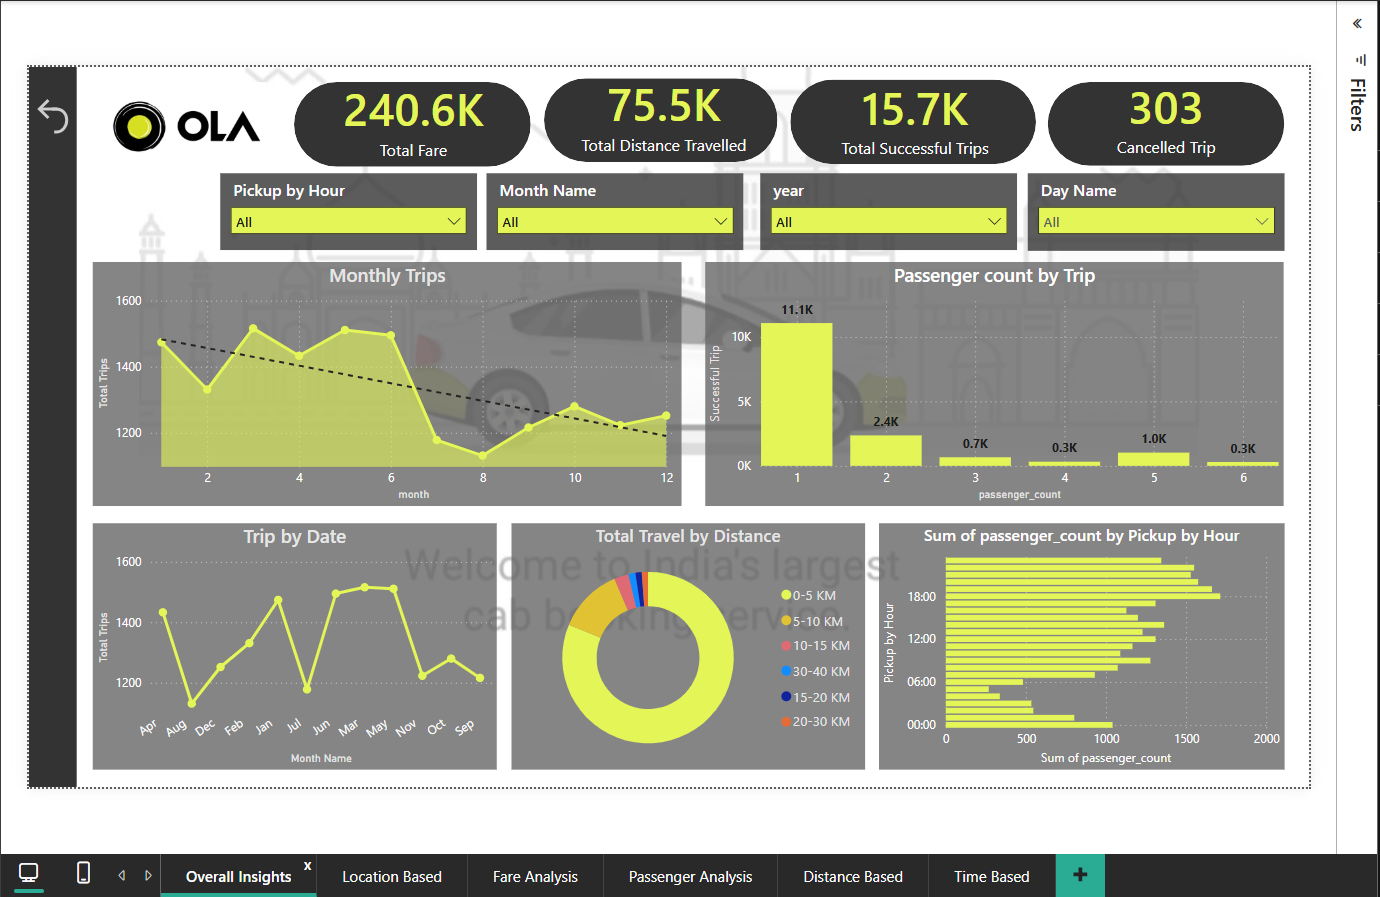 Filters
OLA
240.6K
Total Fare
75.5K
Total Distance Travelled
15.7K
Total Successful Trips
303
Cancelled Trip
Pickup by Hour
All
Month Name
All
year
All
Day Name
All
Monthly Trips
1600
1400
1200
Total Trips
2 4 6 8 10 12
month
Passenger count by Trip
10K
5K
0K
Successful Trip
11.1K
2.4K
0.7K
0.3K
1.0K
0.3K
1 2 3 4 5 6
passenger_count
Welcome to India's largest
cab booking service.
Trip by Date
1600
1400
1200
Total Trips
Apr Aug Dec Feb Jan Jul Jun Mar May Nov Oct Sep
Month Name
Total Travel by Distance
0-5 KM
5-10 KM
10-15 KM
30-40 KM
15-20 KM
20-30 KM
Sum of passenger_count by Pickup by Hour
18:00
12:00
06:00
00:00
Pickup by Hour
0 500 1000 1500 2000
Sum of passenger_count
Overall Insights x
Location Based
Fare Analysis
Passenger Analysis
Distance Based
Time Based
+